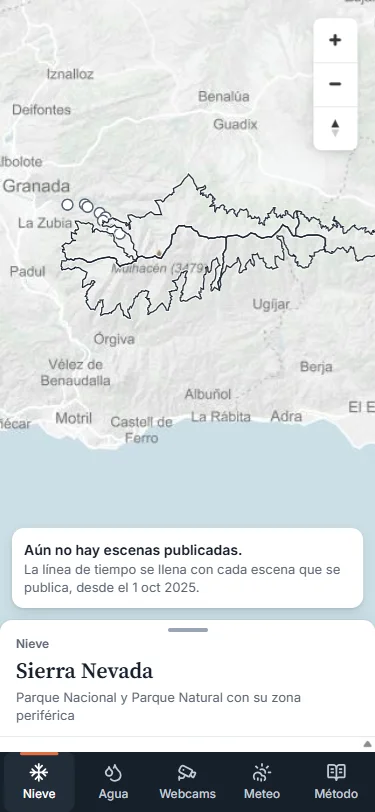 Iznalloz
Deifontes
Benalúa
Guadix
Granada
La Zubia
Padul
Mulhacén (3479)
Ugíjar
Órgiva
Vélez de
Benaudalla
Berja
Albuñol
Motril
Castell de
Ferro
La Rábita
Adra
Aún no hay escenas publicadas.
La línea de tiempo se llena con cada escena que se
publica, desde el 1 oct 2025.
Nieve
Sierra Nevada
Parque Nacional y Parque Natural con su zona
periférica
Nieve
Agua
Webcams
Meteo
Método